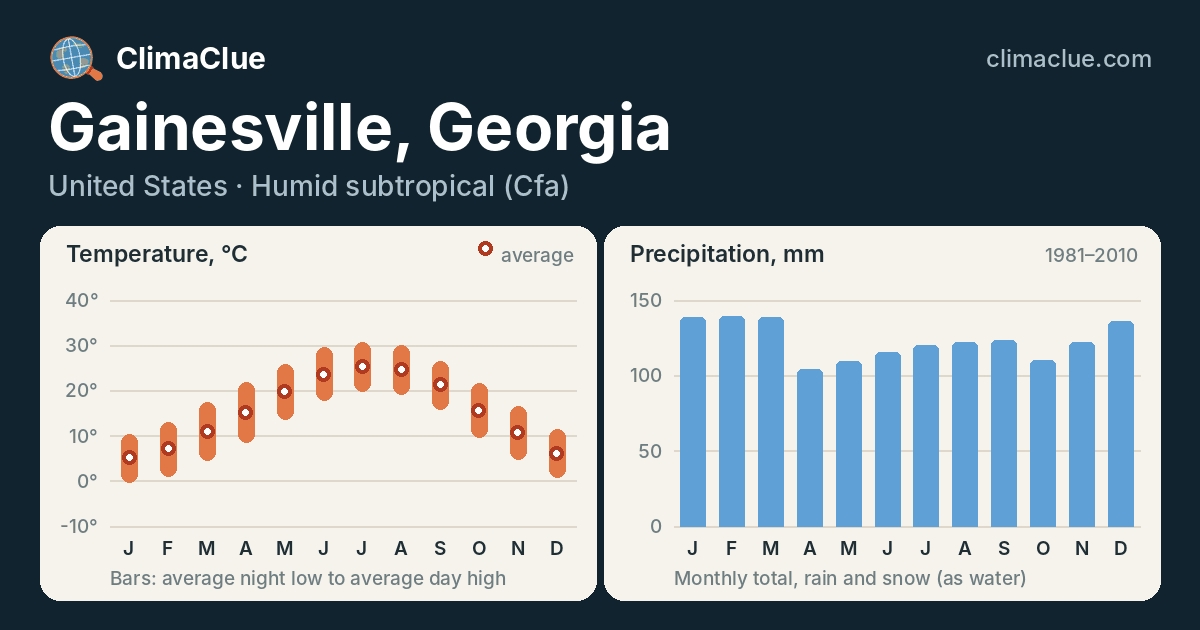 ClimaClue
climaclue.com
Gainesville, Georgia
United States · Humid subtropical (Cfa)
Temperature, °C
average
40°
30°
20°
10°
0°
-10°
J F M A M J J A S O N D
Bars: average night low to average day high
Precipitation, mm
1981–2010
150
100
50
0
J F M A M J J A S O N D
Monthly total, rain and snow (as water)